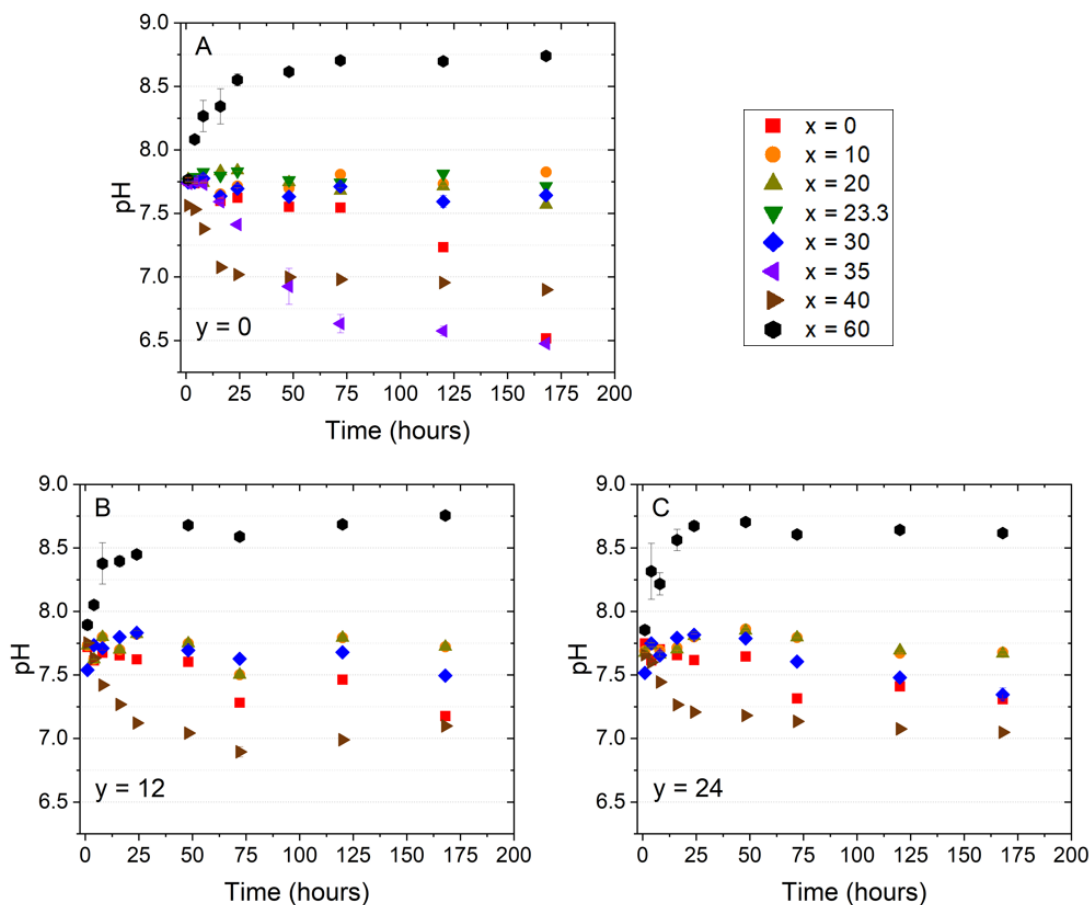 A
9.0
8.5
8.0
7.5
7.0
6.5
pH
y = 0
0 25 50 75 100 125 150 175 200
Time (hours)
x = 0
x = 10
x = 20
x = 23.3
x = 30
x = 35
x = 40
x = 60
B
9.0
8.5
8.0
7.5
7.0
6.5
pH
y = 12
0 25 50 75 100 125 150 175 200
Time (hours)
C
9.0
8.5
8.0
7.5
7.0
6.5
pH
y = 24
0 25 50 75 100 125 150 175 200
Time (hours)